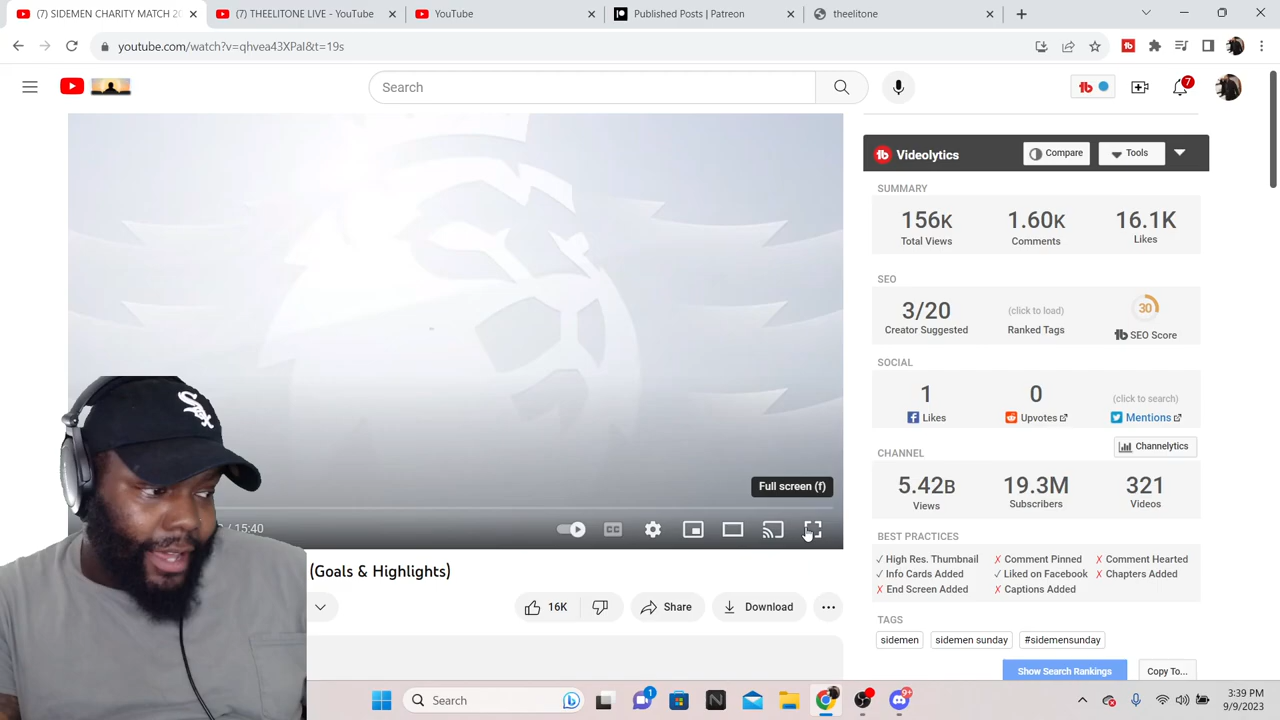 (7) SIDEMEN CHARITY MATCH 20
(7) THEELITONE LIVE - YouTube
YouTube
Published Posts | Patreon
theelitone
youtube.com/watch?v=qhvea43XPaI&t=19s
Search
7
Videolytics
Compare
Tools
SUMMARY
156K
1.60K
16.1K
Total Views
Comments
Likes
SEO
3/20
(click to load)
30
Creator Suggested
Ranked Tags
SEO Score
SOCIAL
1
0
(click to search)
Likes
Upvotes
Mentions
Channelytics
CHANNEL
5.42B
19.3M
321
Views
Subscribers
Videos
Full screen (f)
/ 15:40
CC
BEST PRACTICES
✓ High Res. Thumbnail
✗ Comment Pinned
✗ Comment Hearted
✓ Info Cards Added
✓ Liked on Facebook
✗ Chapters Added
✗ End Screen Added
✗ Captions Added
(Goals & Highlights)
16K
Share
Download
TAGS
sidemen
sidemen sunday
#sidemensunday
Show Search Rankings
Copy To...
Search
1
9+
3:39 PM
9/9/2023